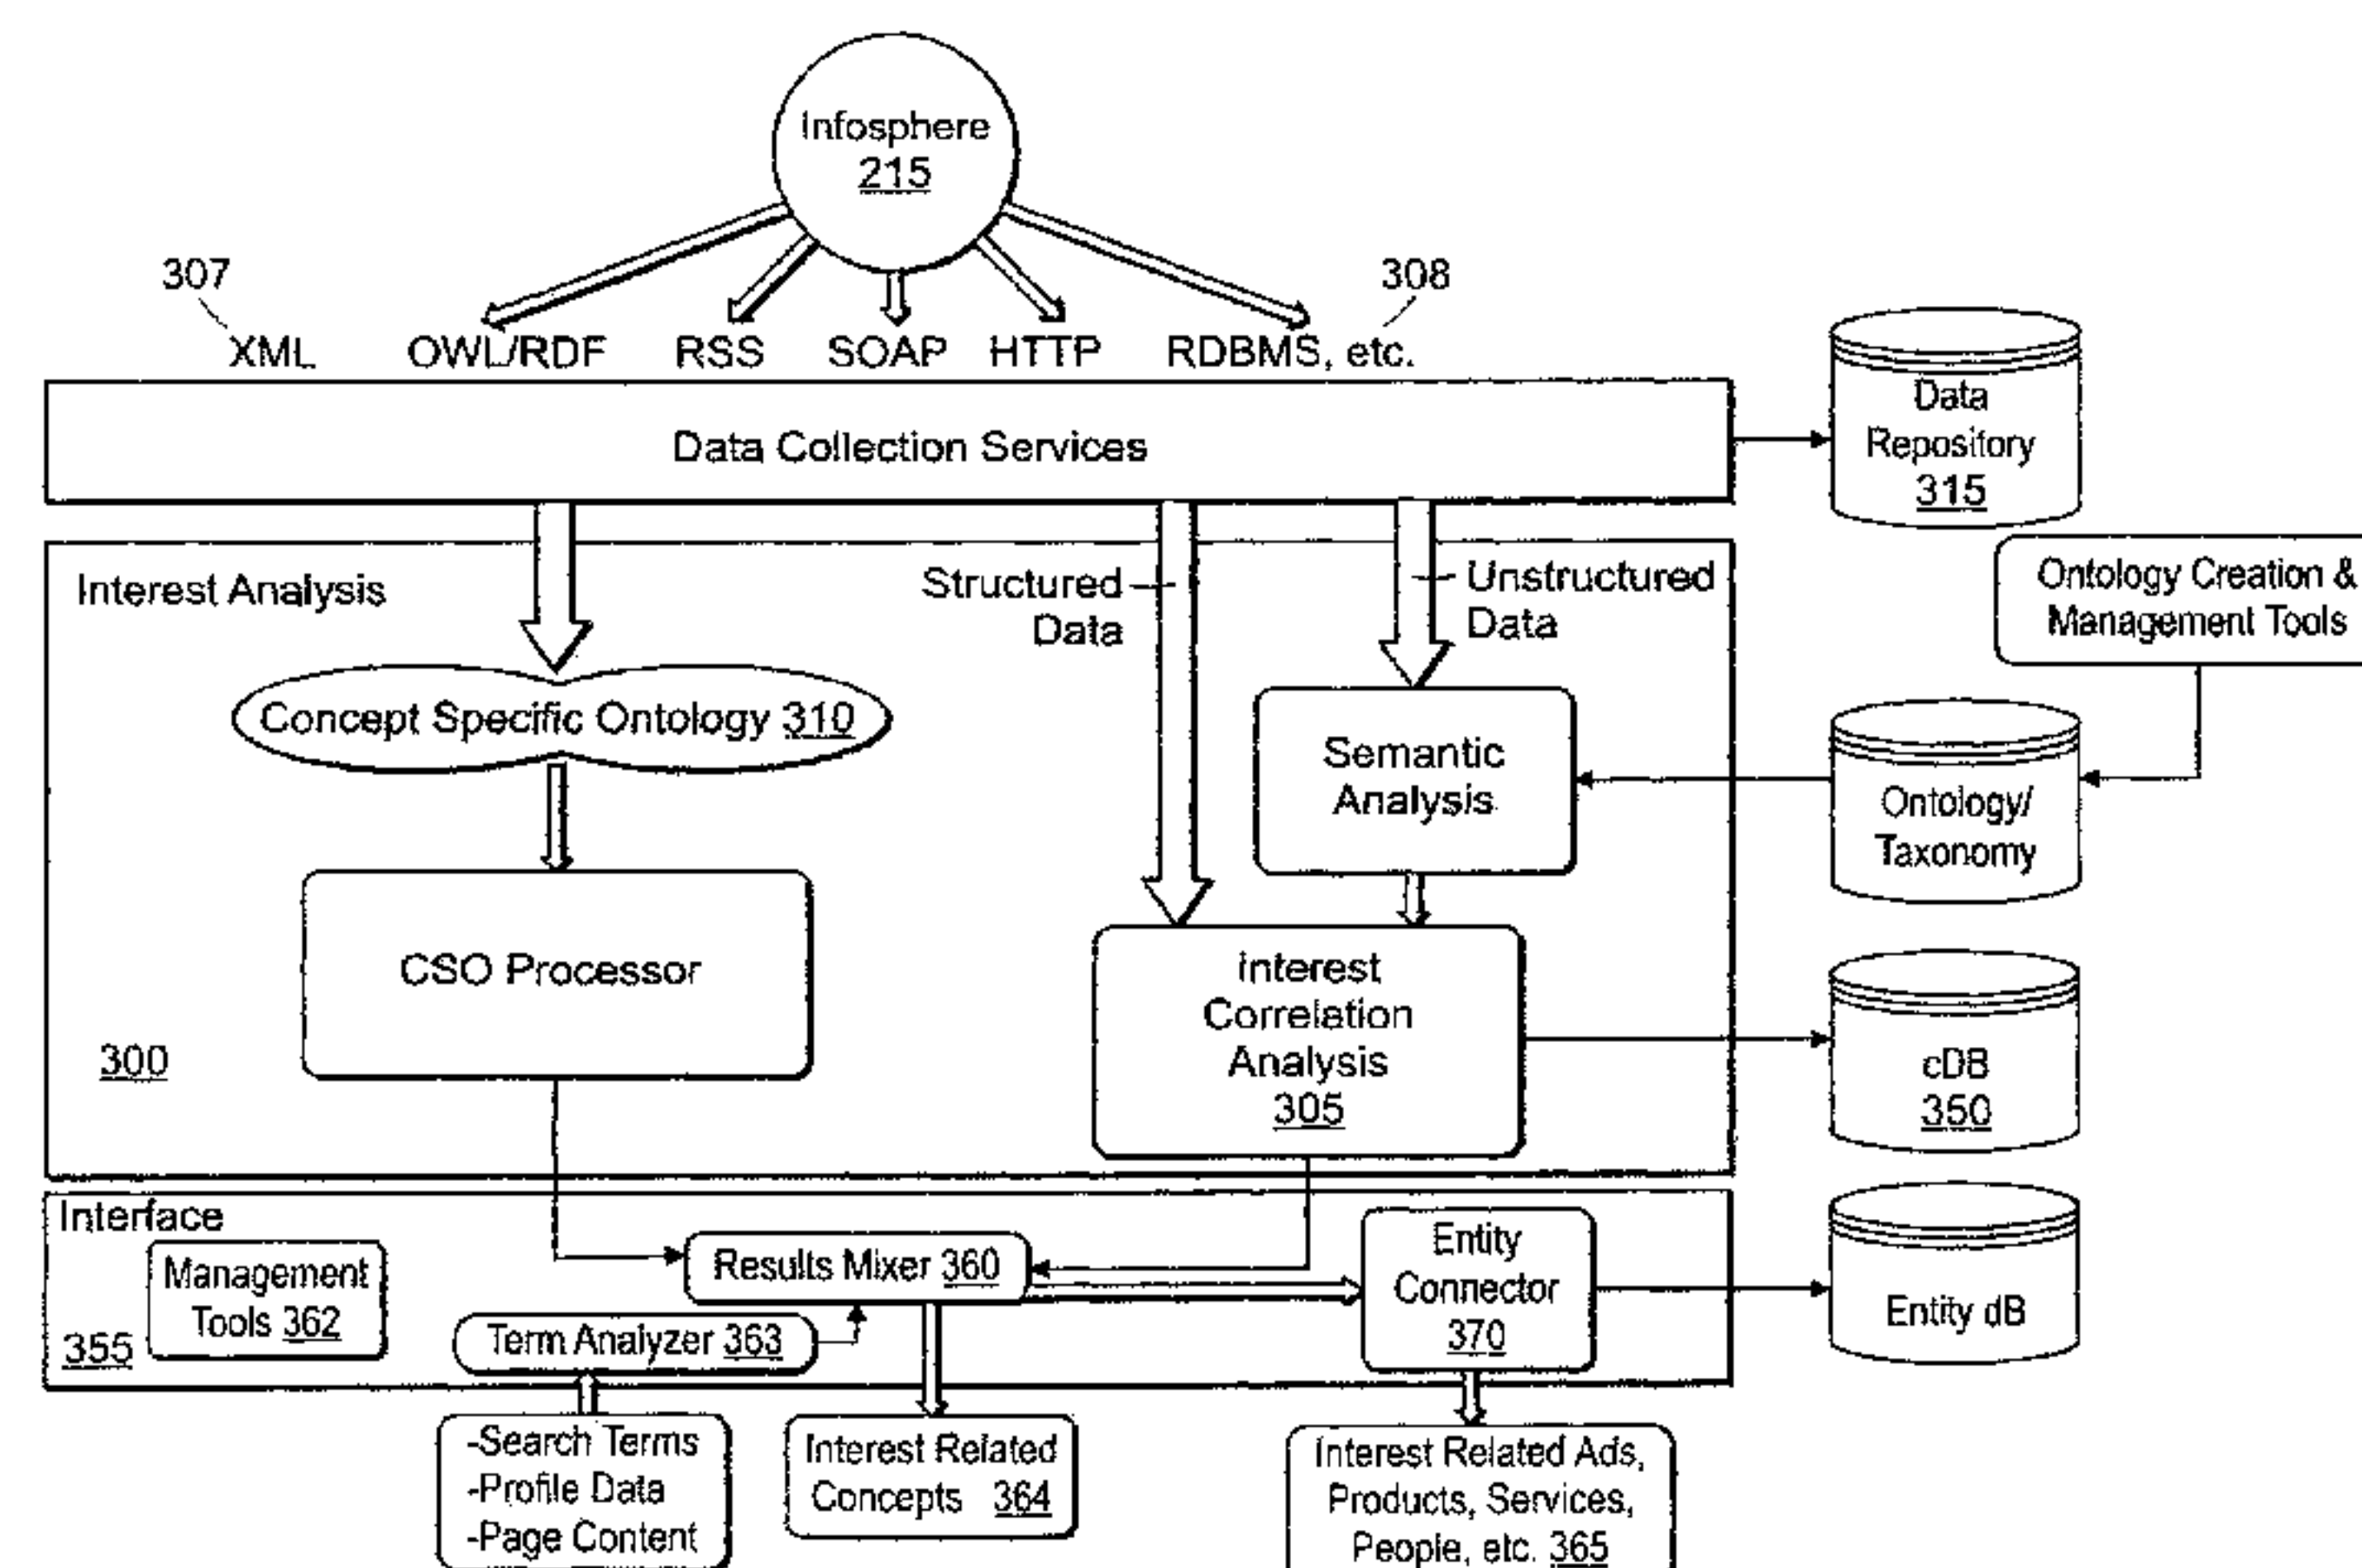 Infosphere
215
307
308
XML OWL/RDF RSS SOAP HTTP RDBMS, etc.
Data Collection Services
Data
Repository
315
Interest Analysis
Structured
Data
Unstructured
Data
Ontology Creation &
Management Tools
Concept Specific Ontology 310
Semantic
Analysis
Ontology/
Taxonomy
CSO Processor
Interest
Correlation
Analysis
305
300
cDB
350
Interface
Management
Tools 362
355
Results Mixer 360
Term Analyzer 363
Entity
Connector
370
Entity dB
-Search Terms
-Profile Data
-Page Content
Interest Related
Concepts 364
Interest Related Ads,
Products, Services,
People, etc. 365